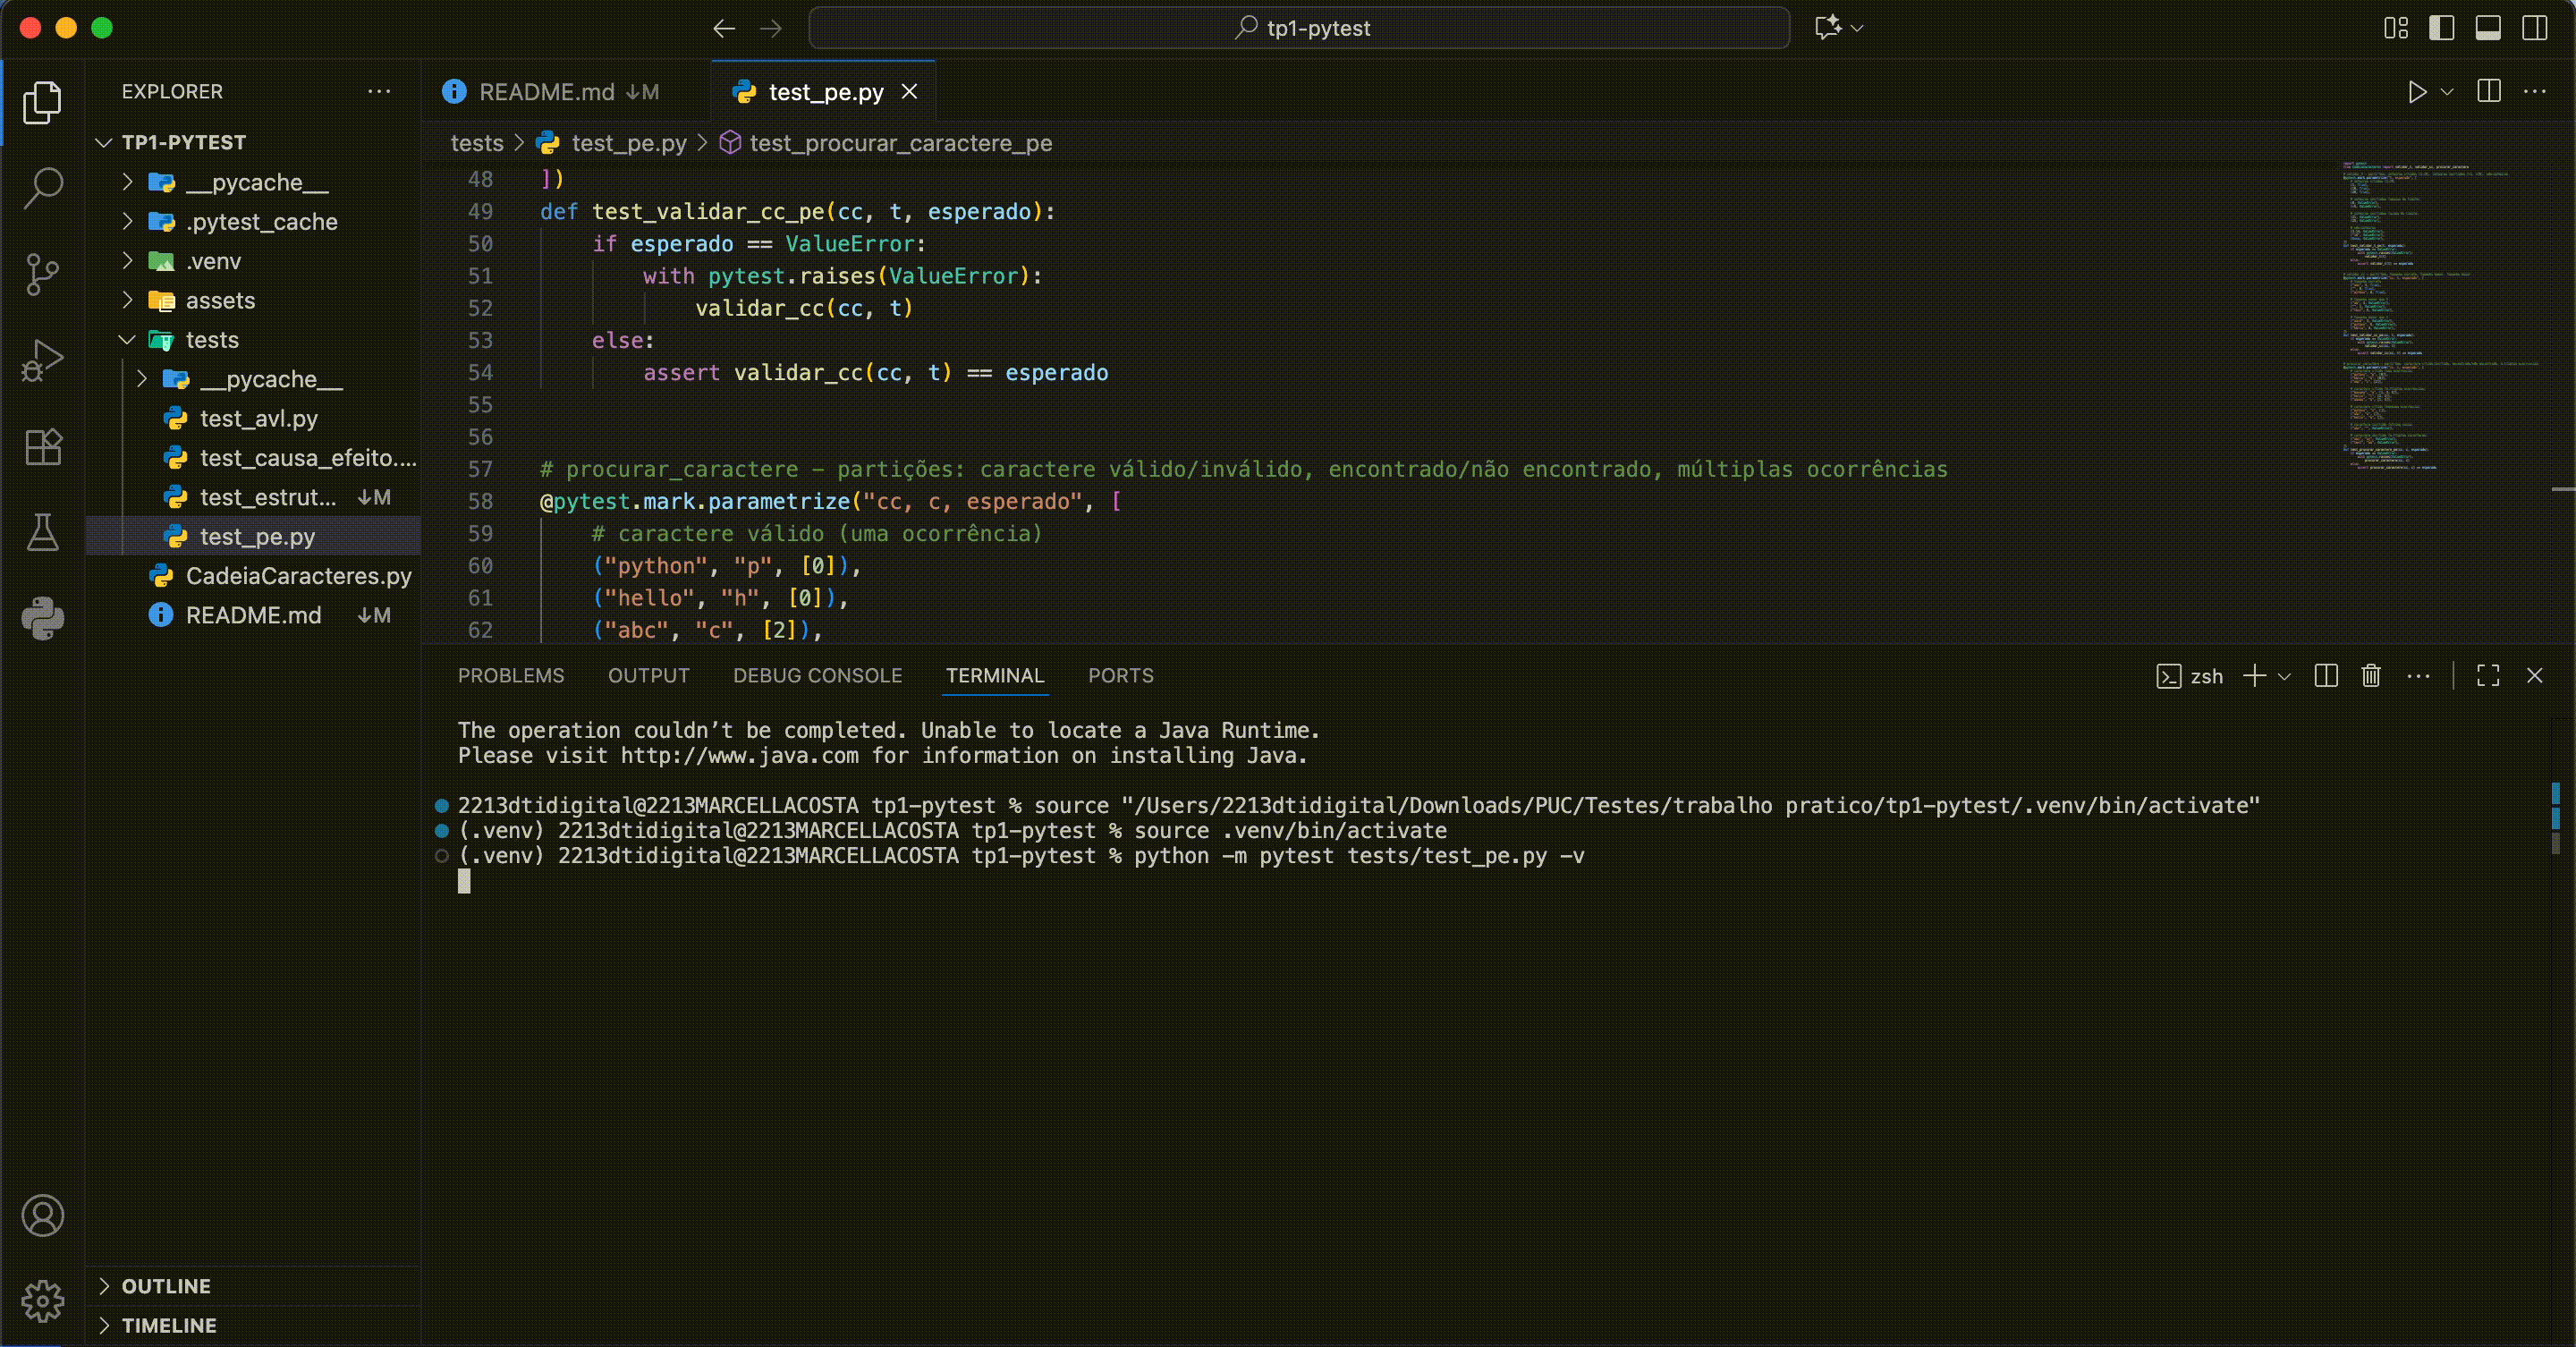 tp1-pytest
EXPLORER
README.md ↓M
test_pe.py
TP1-PYTEST
__pycache__
.pytest_cache
.venv
assets
tests
__pycache__
test_avl.py
test_causa_efeito....
test_estrut... ↓M
test_pe.py
CadeiaCaracteres.py
README.md ↓M
OUTLINE
TIMELINE
tests > test_pe.py > test_procurar_caractere_pe
48 ])
49 def test_validar_cc_pe(cc, t, esperado):
50 if esperado == ValueError:
51 with pytest.raises(ValueError):
52 validar_cc(cc, t)
53 else:
54 assert validar_cc(cc, t) == esperado
55
56
57 # procurar_caractere - partições: caractere válido/inválido, encontrado/não encontrado, múltiplas ocorrências
58 @pytest.mark.parametrize("cc, c, esperado", [
59 # caractere válido (uma ocorrência)
60 ("python", "p", [0]),
61 ("hello", "h", [0]),
62 ("abc", "c", [2]),
PROBLEMS OUTPUT DEBUG CONSOLE TERMINAL PORTS
zsh
The operation couldn’t be completed. Unable to locate a Java Runtime.
Please visit http://www.java.com for information on installing Java.
2213dtidigital@2213MARCELLACOSTA tp1-pytest % source "/Users/2213dtidigital/Downloads/PUC/Testes/trabalho pratico/tp1-pytest/.venv/bin/activate"
(.venv) 2213dtidigital@2213MARCELLACOSTA tp1-pytest % source .venv/bin/activate
(.venv) 2213dtidigital@2213MARCELLACOSTA tp1-pytest % python -m pytest tests/test_pe.py -v